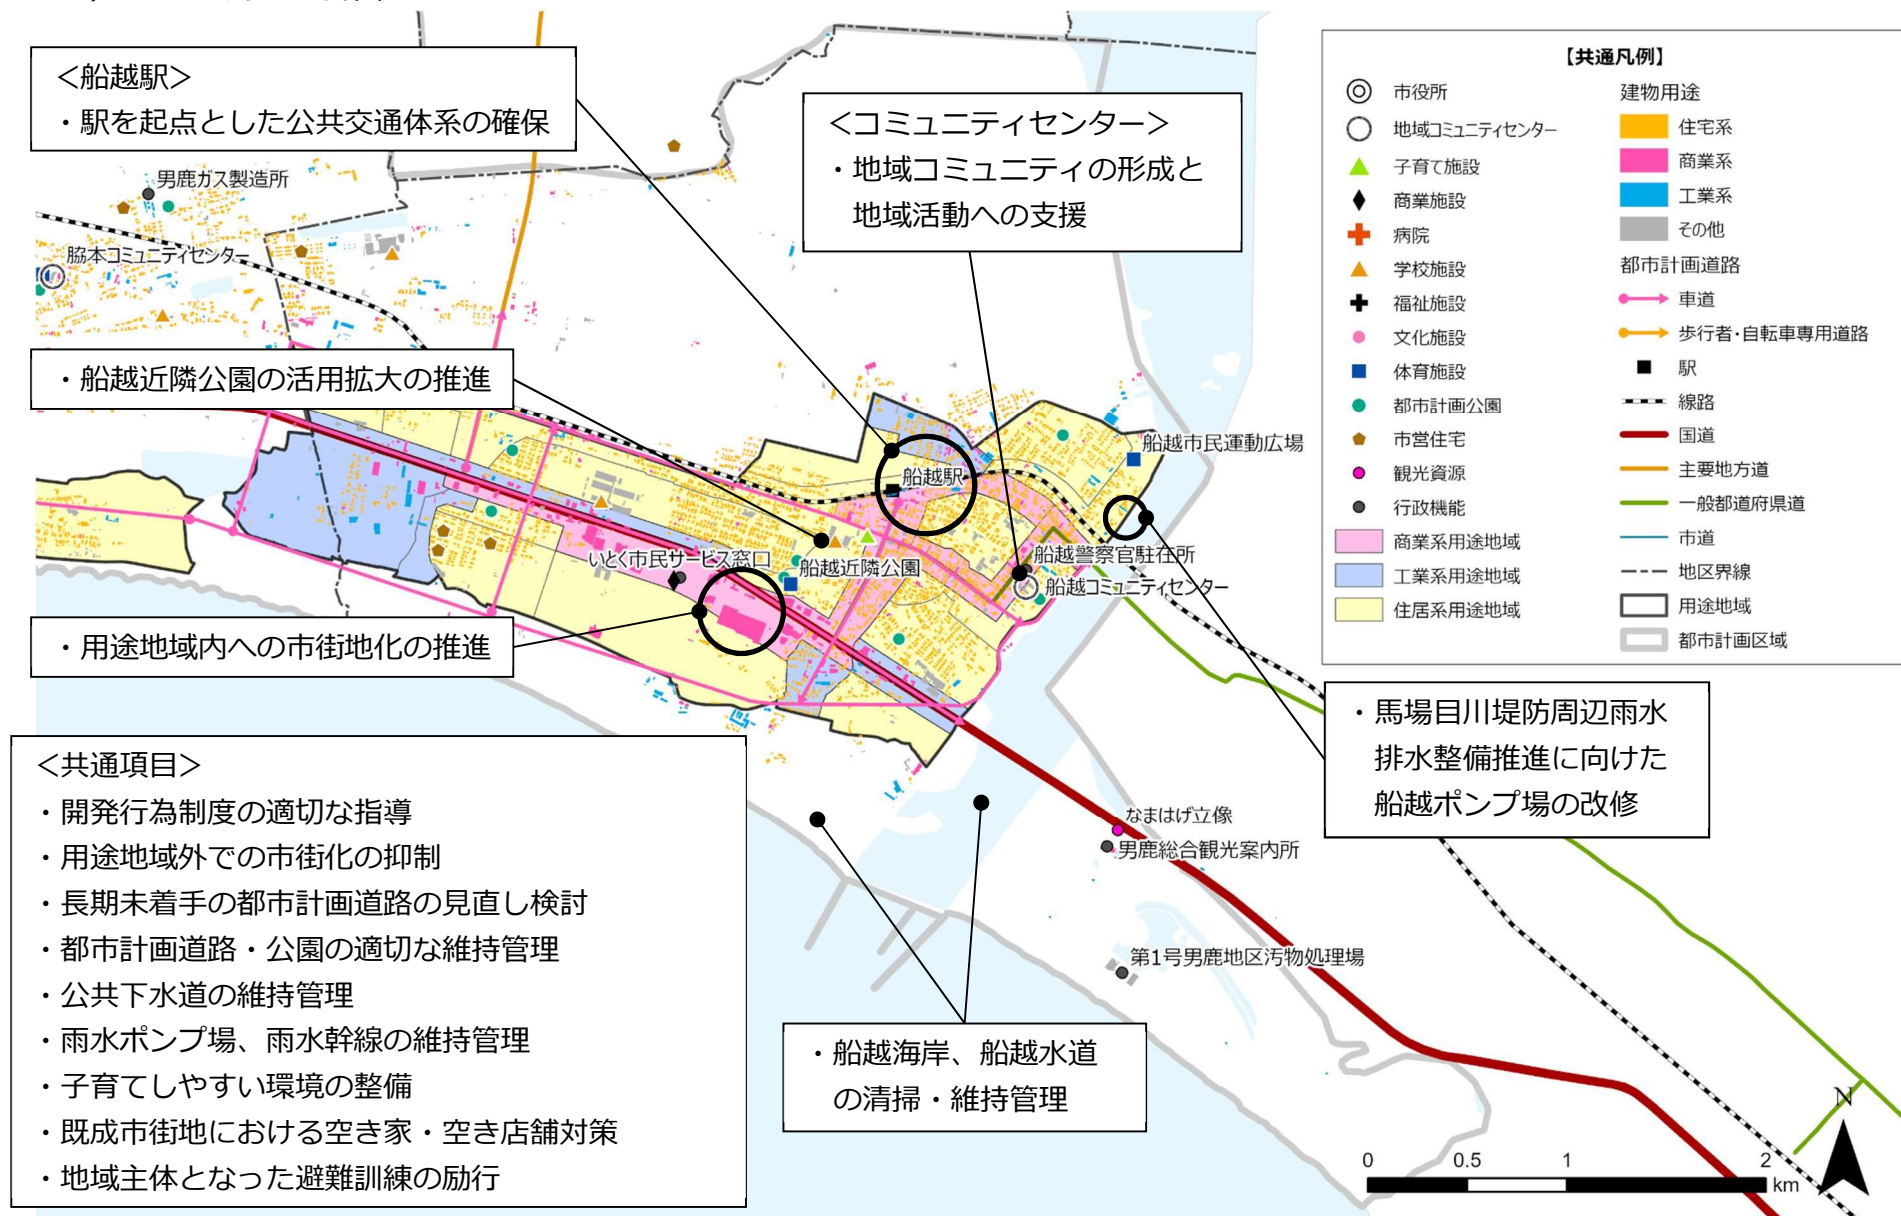 <船越駅>
・駅を起点とした公共交通体系の確保
<コミュニティセンター>
・地域コミュニティの形成と
地域活動への支援
・船越近隣公園の活用拡大の推進
・用途地域内への市街地化の推進
・馬場目川堤防周辺雨水
排水整備推進に向けた
船越ポンプ場の改修
・船越海岸、船越水道
の清掃・維持管理
<共通項目>
・開発行為制度の適切な指導
・用途地域外での市街化の抑制
・長期未着手の都市計画道路の見直し検討
・都市計画道路・公園の適切な維持管理
・公共下水道の維持管理
・雨水ポンプ場、雨水幹線の維持管理
・子育てしやすい環境の整備
・既成市街地における空き家・空き店舗対策
・地域主体となった避難訓練の励行
男鹿ガス製造所
脇本コミュニティセンター
船越市民運動広場
船越駅
いとく市民サービス窓口
船越近隣公園
船越警察官駐在所
船越コミュニティセンター
なまはげ立像
男鹿総合観光案内所
第1号男鹿地区汚物処理場
【共通凡例】
市役所
地域コミュニティセンター
子育て施設
商業施設
病院
学校施設
福祉施設
文化施設
体育施設
都市計画公園
市営住宅
観光資源
行政機能
商業系用途地域
工業系用途地域
住居系用途地域
建物用途
住宅系
商業系
工業系
その他
都市計画道路
車道
歩行者・自転車専用道路
駅
線路
国道
主要地方道
一般都道府県道
市道
地区界線
用途地域
都市計画区域
N
0 0.5 1 2
km